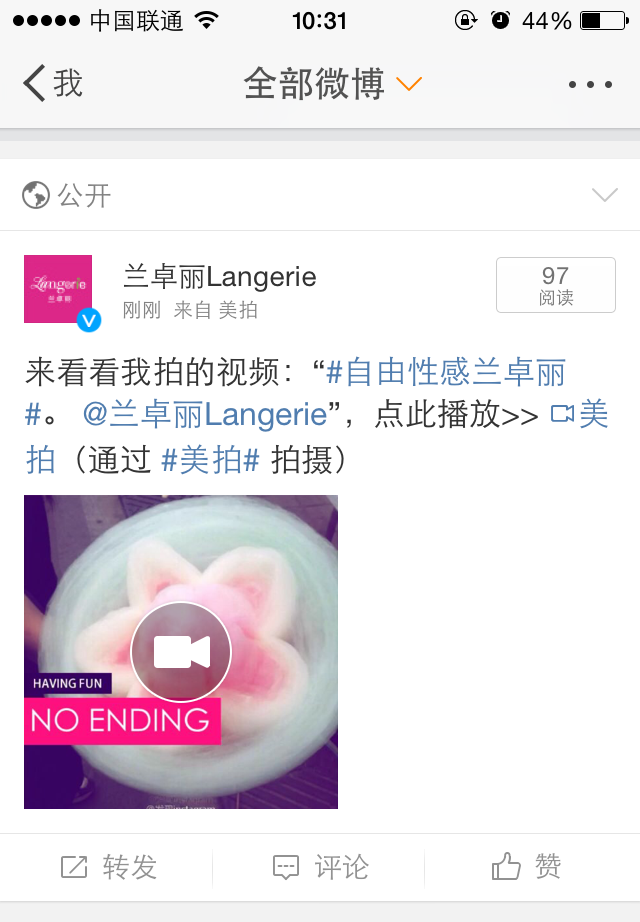 中国联通 10:31 44%
我 全部微博
公开
Langerie
兰卓丽
V
兰卓丽Langerie
刚刚 来自 美拍
97
阅读
来看看我拍的视频：“#自由性感兰卓丽
#。 @兰卓丽Langerie”，点此播放>> 美
拍（通过 #美拍# 拍摄）
HAVING FUN
NO ENDING
转发 评论 赞